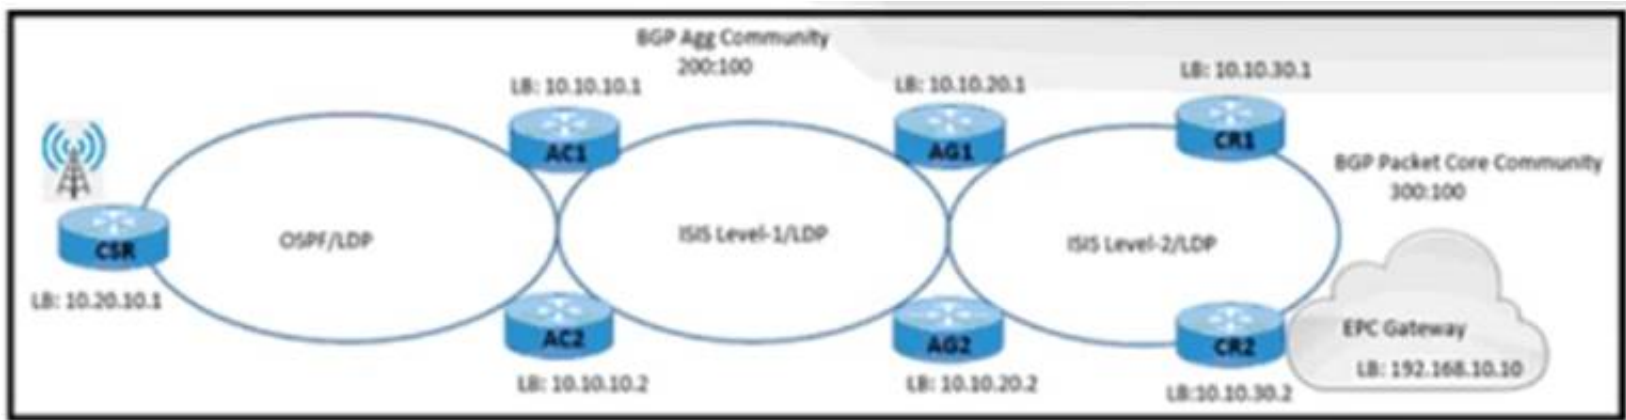 BGP Agg Community
200:100
LB: 10.10.10.1
LB: 10.10.20.1
LB: 10.10.30.1
AC1
AG1
CR1
BGP Packet Core Community
300:100
CSR
OSPF/LDP
ISIS Level-1/LDP
ISIS Level-2/LDP
LB: 10.20.10.1
AC2
AG2
CR2
EPC Gateway
LB: 192.168.10.10
LB: 10.10.10.2
LB: 10.10.20.2
LB:10.10.30.2